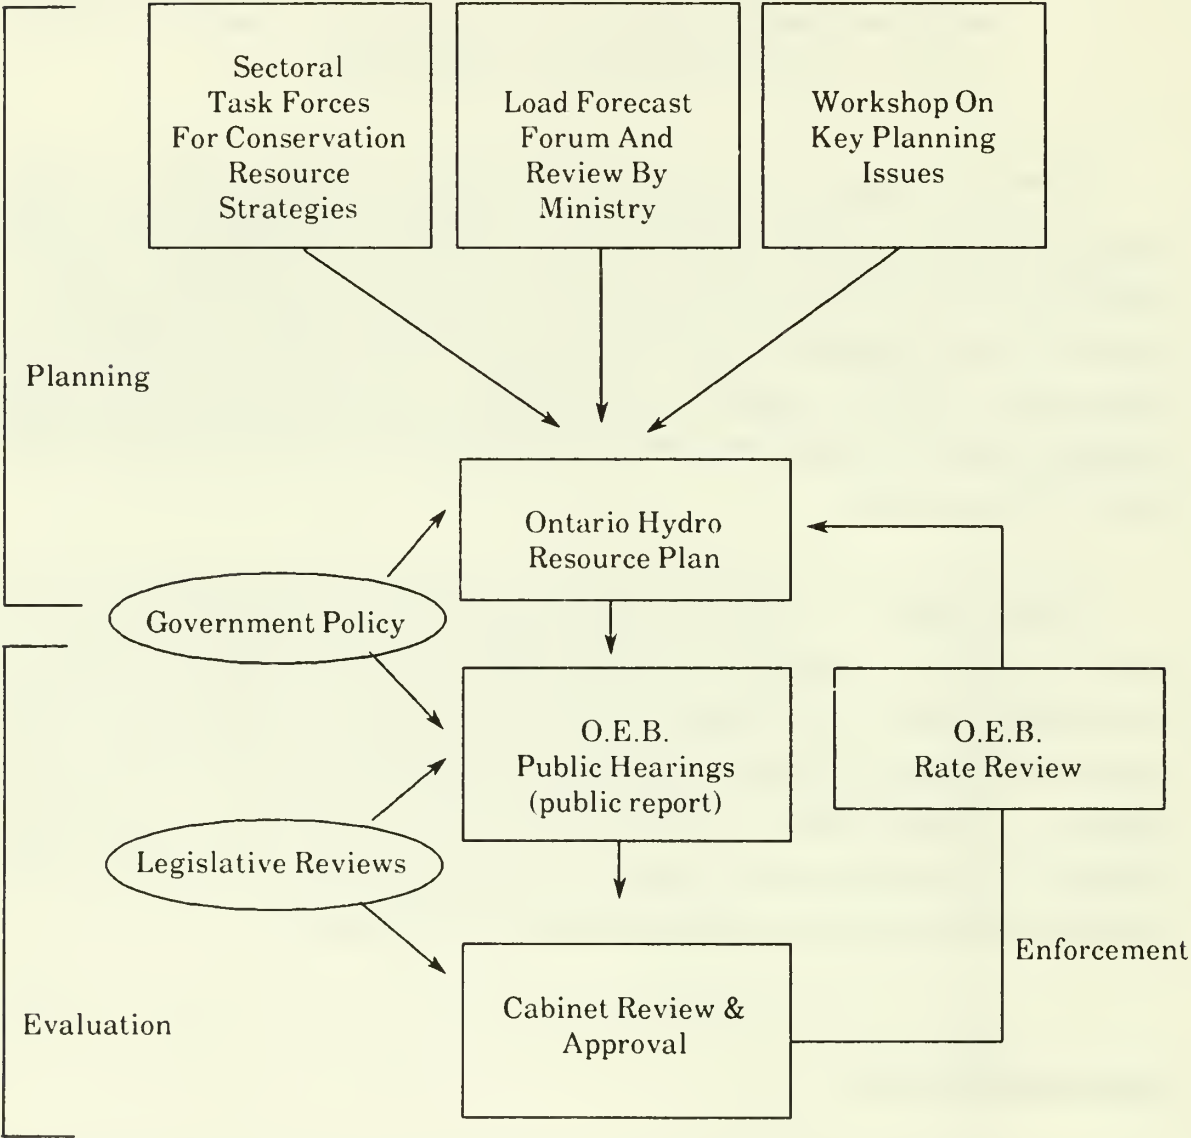 Sectoral
Task Forces
For Conservation
Resource
Strategies
Load Forecast
Forum And
Review By
Ministry
Workshop On
Key Planning
Issues
Planning
Ontario Hydro
Resource Plan
Government Policy
O.E.B.
Public Hearings
(public report)
O.E.B.
Rate Review
Legislative Reviews
Enforcement
Cabinet Review &
Approval
Evaluation